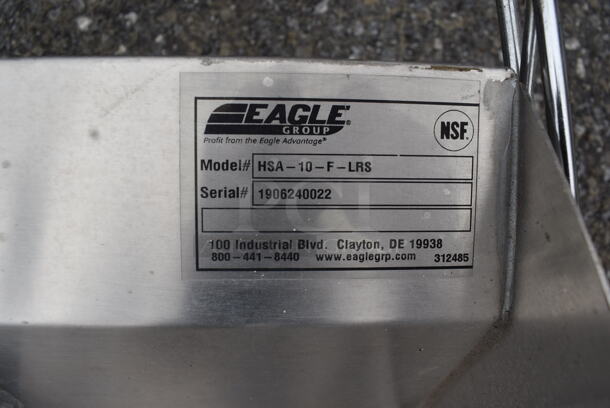 EAGLE®
GROUP
Profit from the Eagle Advantage®
NSF.
Model# HSA-10-F-LRS
Serial# 1906240022
100 Industrial Blvd. Clayton, DE 19938
800-441-8440 www.eaglegrp.com 312485
PCI